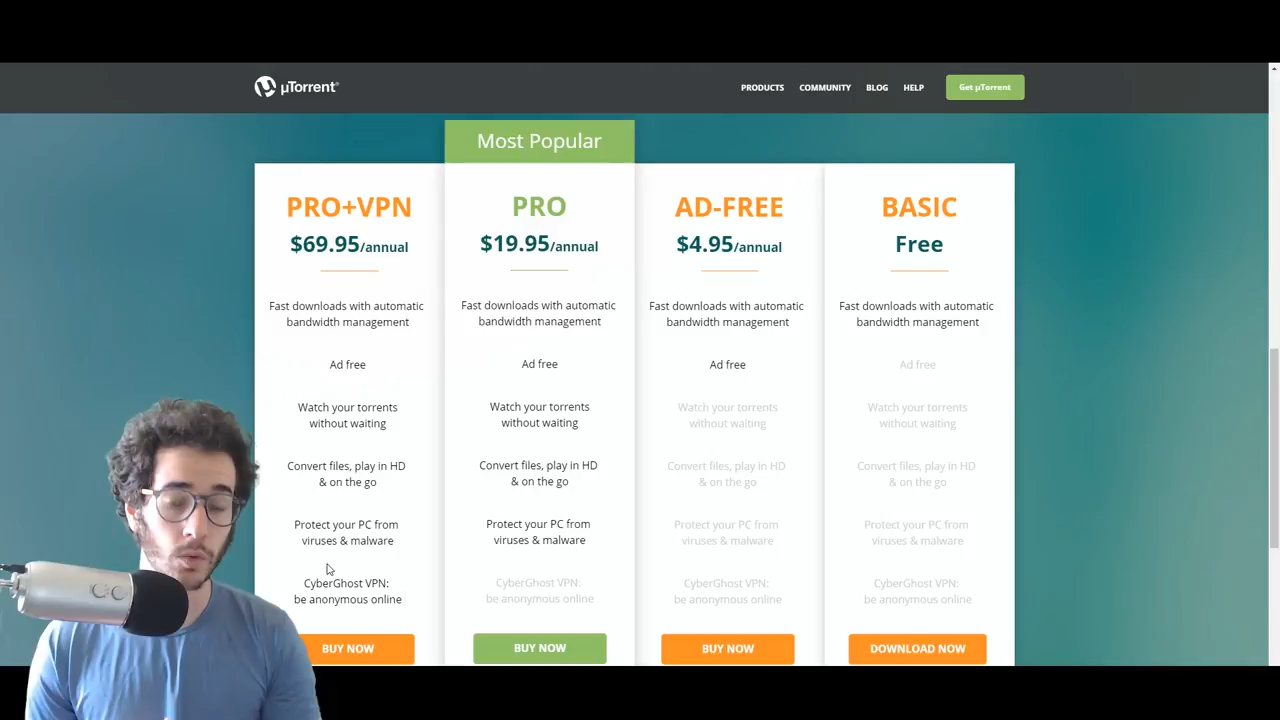 µTorrent®
PRODUCTS
COMMUNITY
BLOG
HELP
Get µTorrent
Most Popular
PRO+VPN
$69.95/annual
Fast downloads with automatic
bandwidth management
Ad free
Watch your torrents
without waiting
Convert files, play in HD
& on the go
Protect your PC from
viruses & malware
CyberGhost VPN:
be anonymous online
BUY NOW
PRO
$19.95/annual
Fast downloads with automatic
bandwidth management
Ad free
Watch your torrents
without waiting
Convert files, play in HD
& on the go
Protect your PC from
viruses & malware
CyberGhost VPN:
be anonymous online
BUY NOW
AD-FREE
$4.95/annual
Fast downloads with automatic
bandwidth management
Ad free
Watch your torrents
without waiting
Convert files, play in HD
& on the go
Protect your PC from
viruses & malware
CyberGhost VPN:
be anonymous online
BUY NOW
BASIC
Free
Fast downloads with automatic
bandwidth management
Ad free
Watch your torrents
without waiting
Convert files, play in HD
& on the go
Protect your PC from
viruses & malware
CyberGhost VPN:
be anonymous online
DOWNLOAD NOW